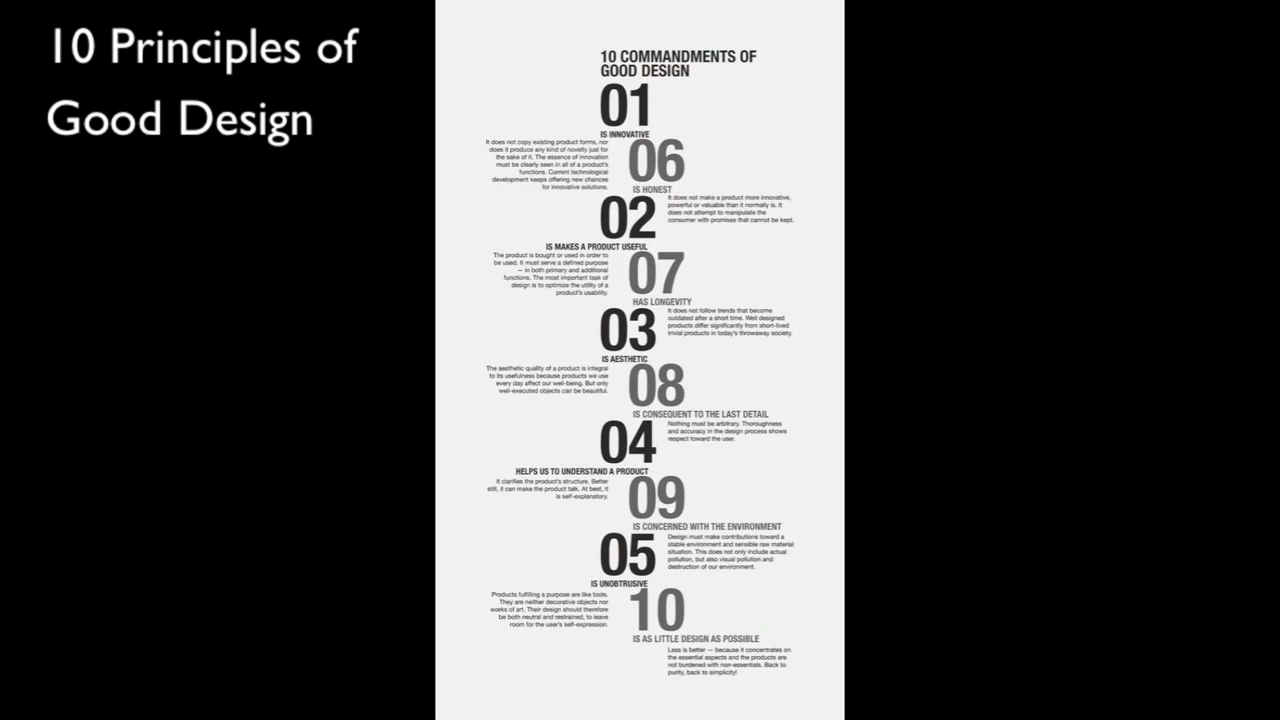 10 Principles of
Good Design
10 COMMANDMENTS OF
GOOD DESIGN
01
IS INNOVATIVE
It does not copy existing product forms, nor
does it produce any kind of novelty just for
the sake of it. The essence of innovation
must be clearly seen in all of a product's
functions. Current technological
development keeps offering new chances
for innovative solutions.
06
IS HONEST
It does not make a product more innovative,
powerful or valuable than it normally is. It
does not attempt to manipulate the
consumer with promises that cannot be kept.
02
IS MAKES A PRODUCT USEFUL
The product is bought or used in order to
be used. It must serve a defined purpose
— in both primary and additional
functions. The most important task of
design is to optimize the utility of a
product's usability.
07
HAS LONGEVITY
It does not follow trends that become
outdated after a short time. Well designed
products differ significantly from short-lived
trivial products in today's throwaway society.
03
IS AESTHETIC
The aesthetic quality of a product is integral
to its usefulness because products we use
every day affect our well-being. But only
well-executed objects can be beautiful.
08
IS CONSEQUENT TO THE LAST DETAIL
Nothing must be arbitrary. Thoroughness
and accuracy in the design process shows
respect toward the user.
04
HELPS US TO UNDERSTAND A PRODUCT
It clarifies the product's structure. Better
still, it can make the product talk. At best, it
is self-explanatory.
09
IS CONCERNED WITH THE ENVIRONMENT
Design must make contributions toward a
stable environment and sensible raw material
situation. This does not only include actual
pollution, but also visual pollution and
destruction of our environment.
05
IS UNOBTRUSIVE
Products fulfilling a purpose are like tools.
They are neither decorative objects nor
works of art. Their design should therefore
be both neutral and restrained, to leave
room for the user's self-expression.
10
IS AS LITTLE DESIGN AS POSSIBLE
Less is better — because it concentrates on
the essential aspects and the products are
not burdened with non-essentials. Back to
purity, back to simplicity!